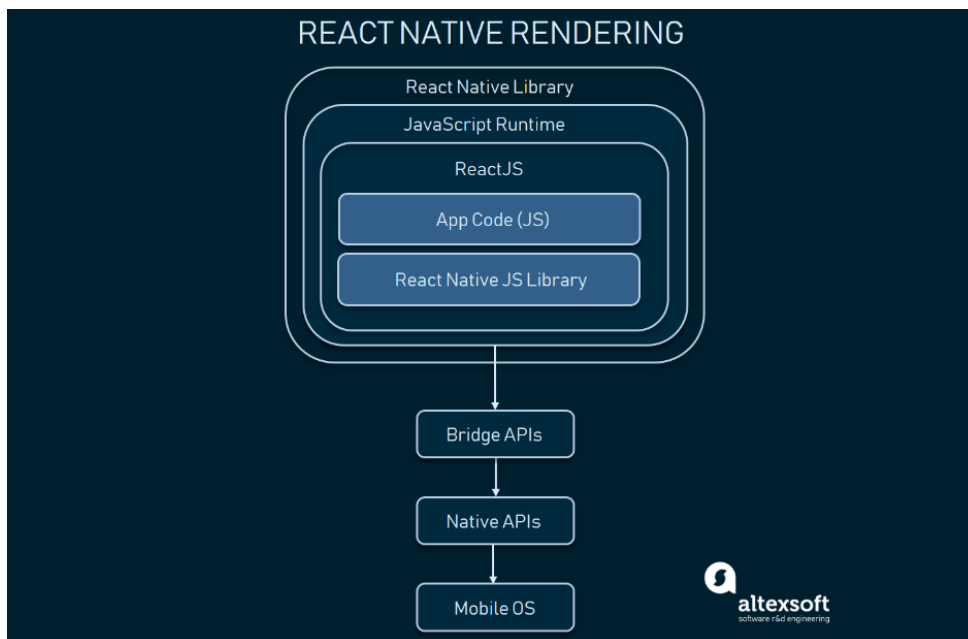 REACT NATIVE RENDERING
React Native Library
JavaScript Runtime
ReactJS
App Code (JS)
React Native JS Library
Bridge APIs
Native APIs
Mobile OS
altexsoft
software r&d engineering